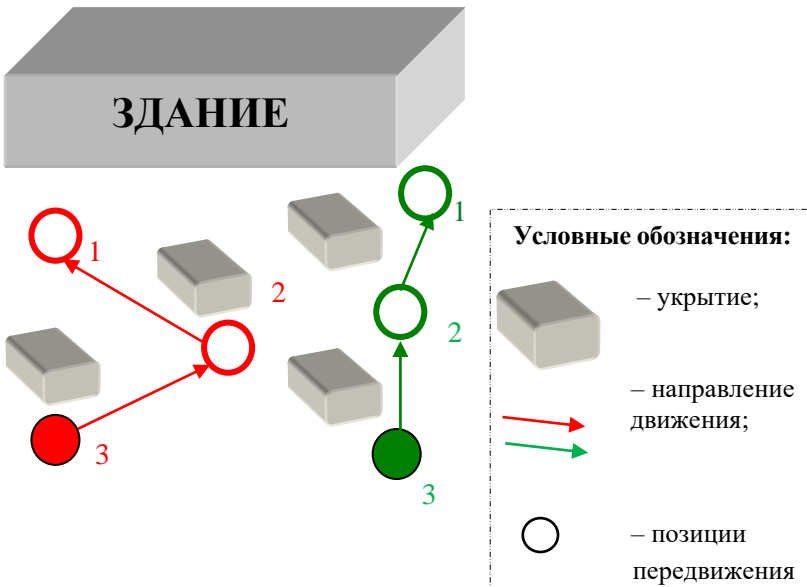 ЗДАНИЕ
1
1
2
2
3
3
Условные обозначения:
– укрытие;
– направление
движения;
– позиции
передвижения